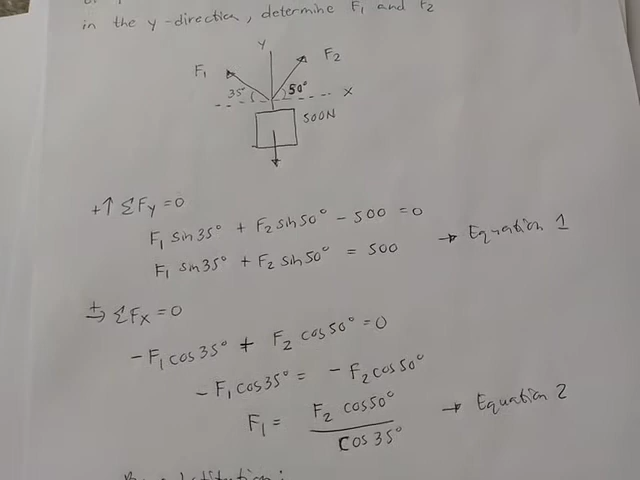 in the y-direction, determine F₁ and F₂
Y
F₁
F₂
35°
50°
X
500N
+↑ ΣFy = 0
F₁ sin35° + F₂ sin50° - 500 = 0
F₁ sin35° + F₂ sin50° = 500 → Equation 1
+→ ΣFx = 0
- F₁ cos35° + F₂ cos50° = 0
- F₁ cos35° = - F₂ cos50°
F₁ = F₂ cos50° / cos35° → Equation 2